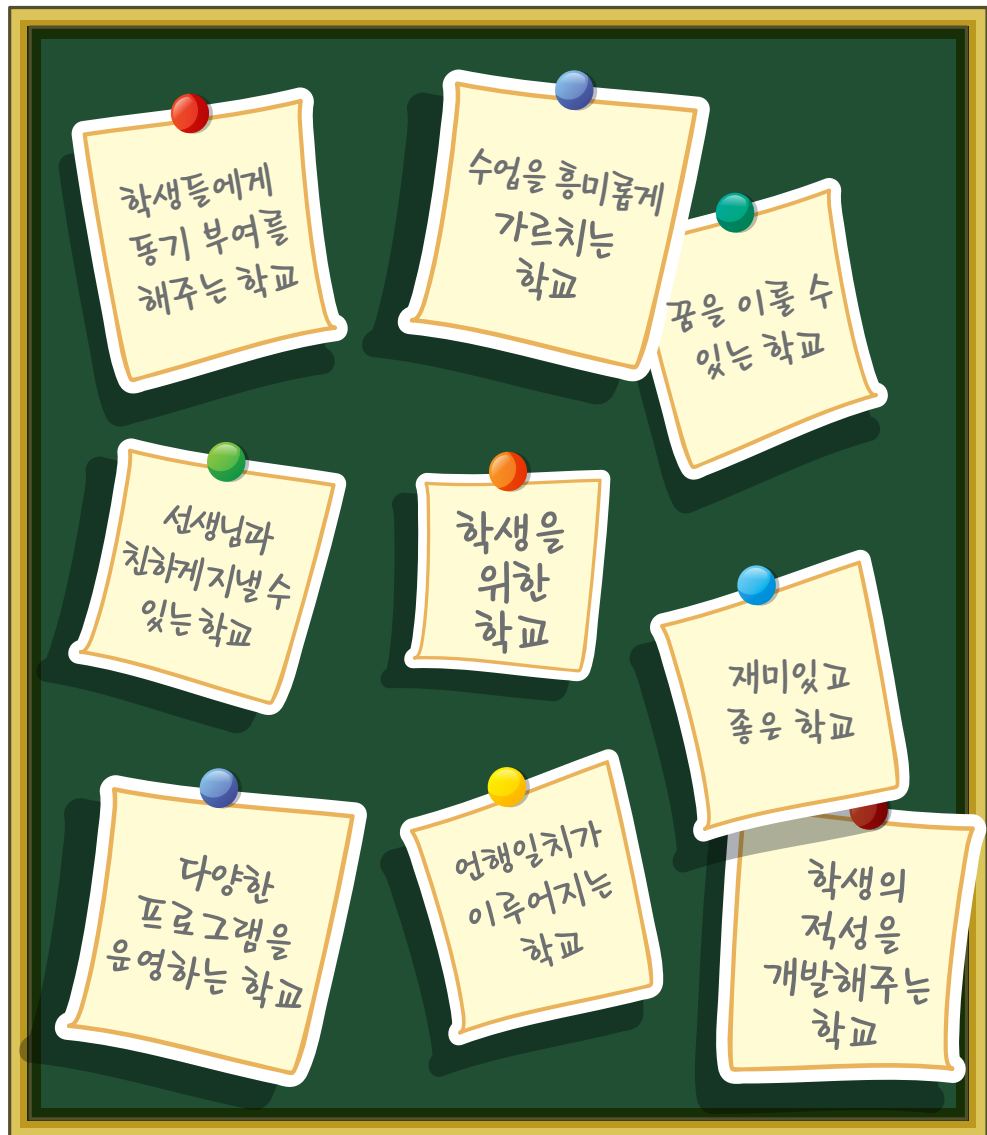 학생들에게
동기 부여를
해주는 학교
수업을 흥미롭게
가르치는
학교
꿈을 이룰 수
있는 학교
선생님과
친하게 지낼 수
있는 학교
학생을
위한
학교
재미있고
좋은 학교
다양한
프로그램을
운영하는 학교
언행일치가
이루어지는
학교
학생의
적성을
개발해주는
학교